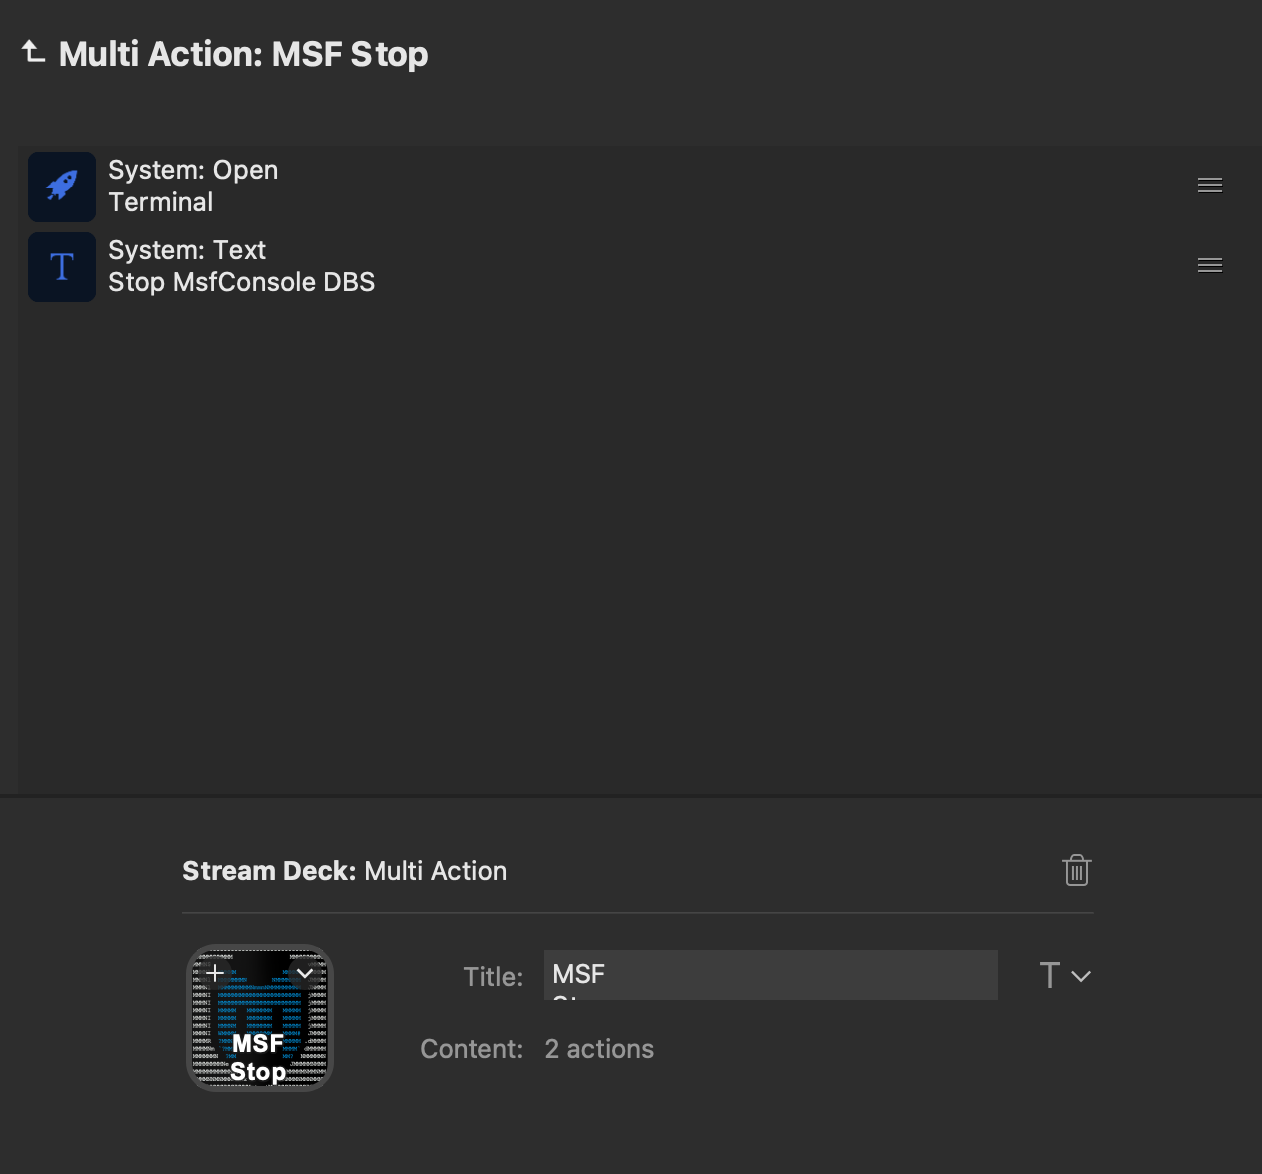 Multi Action: MSF Stop
System: Open
Terminal
T
System: Text
Stop MsfConsole DBS
Stream Deck: Multi Action
MSF
Stop
Title:
MSF
T
Content:
2 actions